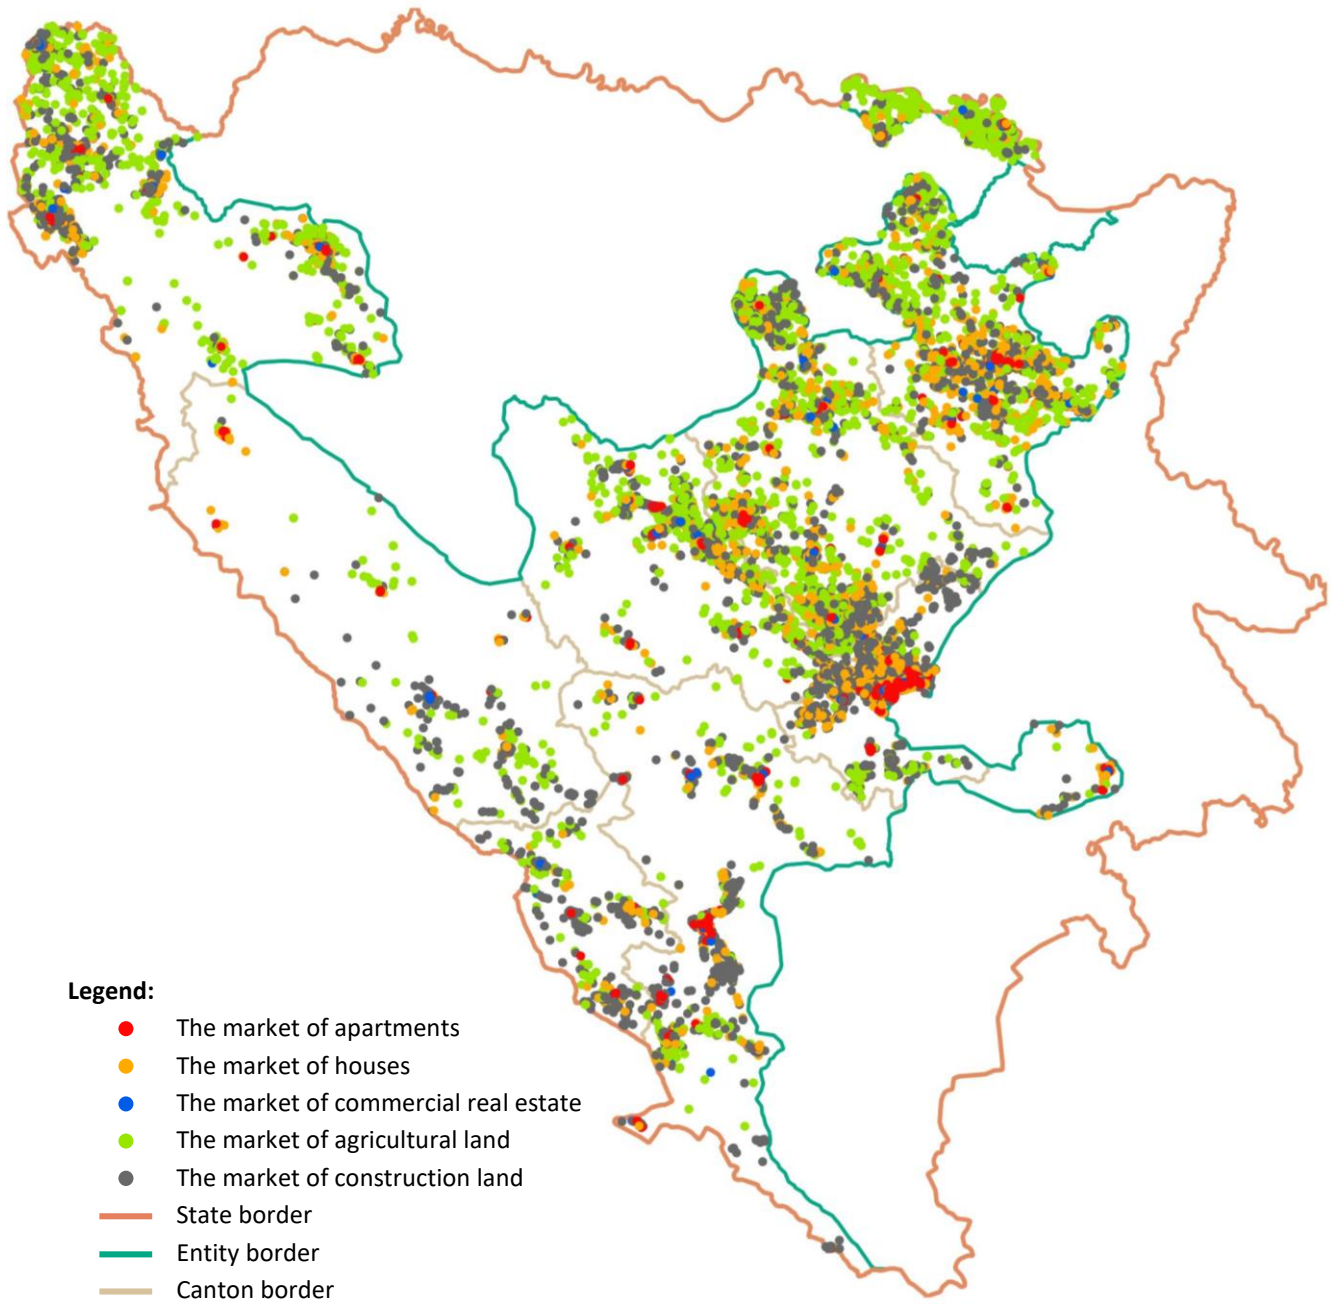 Legend:
The market of apartments
The market of houses
The market of commercial real estate
The market of agricultural land
The market of construction land
State border
Entity border
Canton border